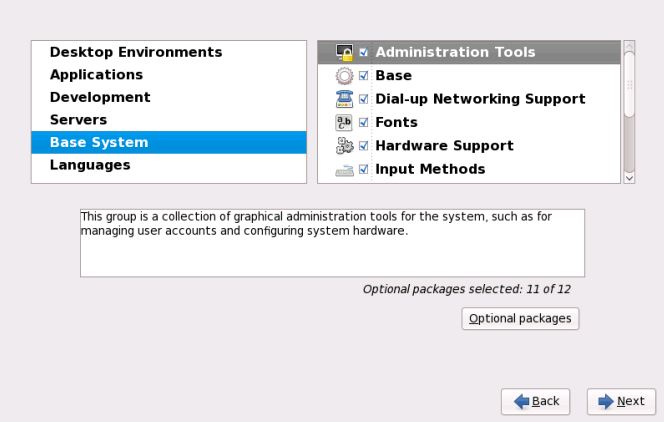 Desktop Environments
Applications
Development
Servers
Base System
Languages
Administration Tools
Base
Dial-up Networking Support
Fonts
Hardware Support
Input Methods
This group is a collection of graphical administration tools for the system, such as for
managing user accounts and configuring system hardware.
Optional packages selected: 11 of 12
Optional packages
Back
Next